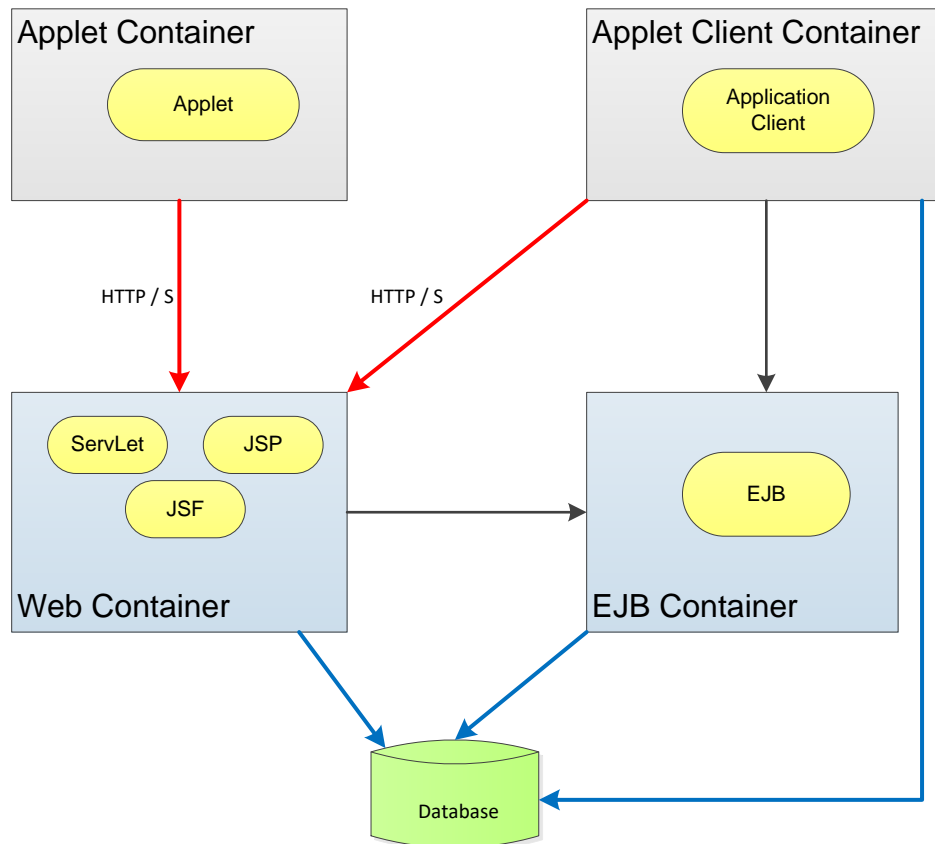 Applet Container
Applet Client Container
Applet
Application
Client
HTTP / S
HTTP / S
ServLet
JSP
JSF
EJB
Web Container
EJB Container
Database